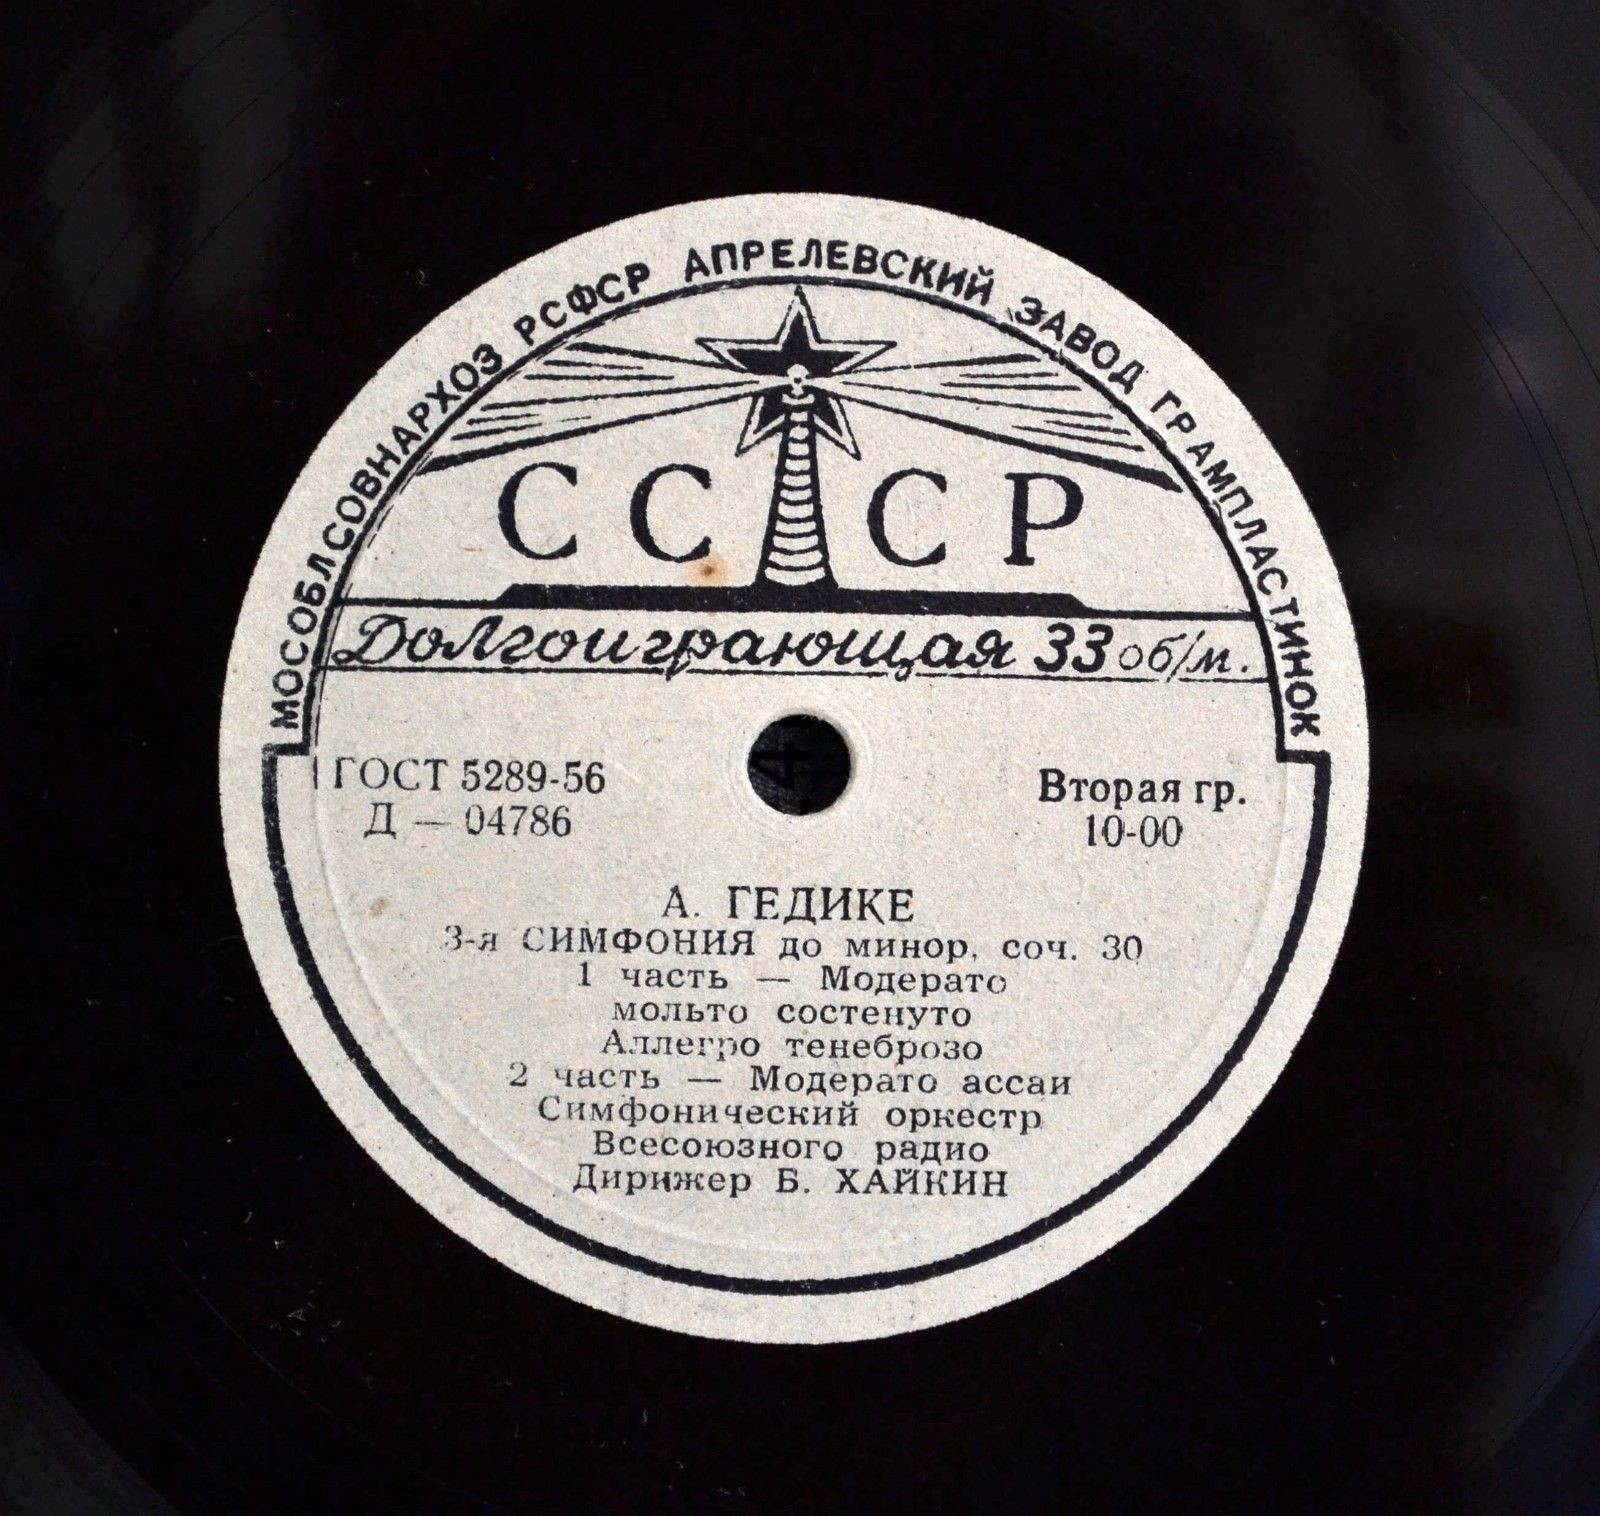 МОСОБЛСОВНАРХОЗ РСФСР АПРЕЛЕВСКИЙ ЗАВОД ГРАМПЛАСТИНОК
СССР
Долгоиграющая 33 об/м.
ГОСТ 5289-56
Д — 04786
Вторая гр.
10-00
А. ГЕДИКЕ
3-я СИМФОНИЯ до минор, соч. 30
1 часть — Модерато
мольто состенуто
Аллегро тенеброзо
2 часть — Модерато ассаи
Симфонический оркестр
Всесоюзного радио
Дирижер Б. ХАЙКИН